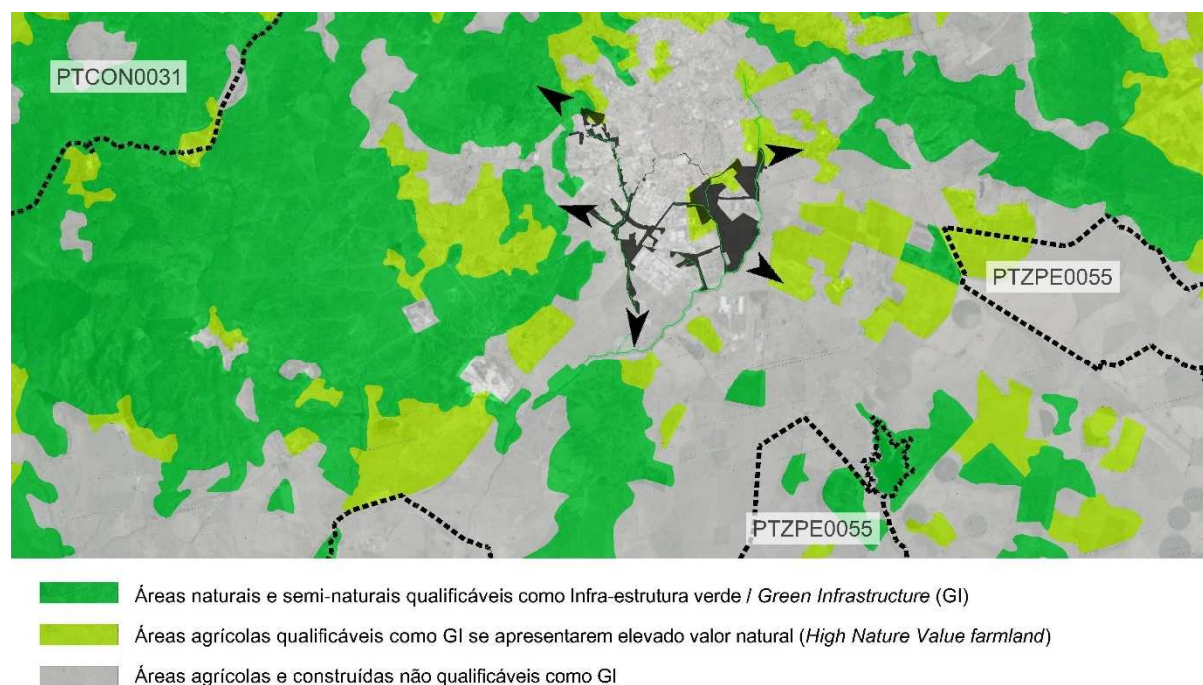 PTCON0031
PTZPE0055
PTZPE0055
Áreas naturais e semi-naturais qualificáveis como Infra-estrutura verde / Green Infrastructure (GI)
Áreas agrícolas qualificáveis como GI se apresentarem elevado valor natural (High Nature Value farmland)
Áreas agrícolas e construídas não qualificáveis como GI